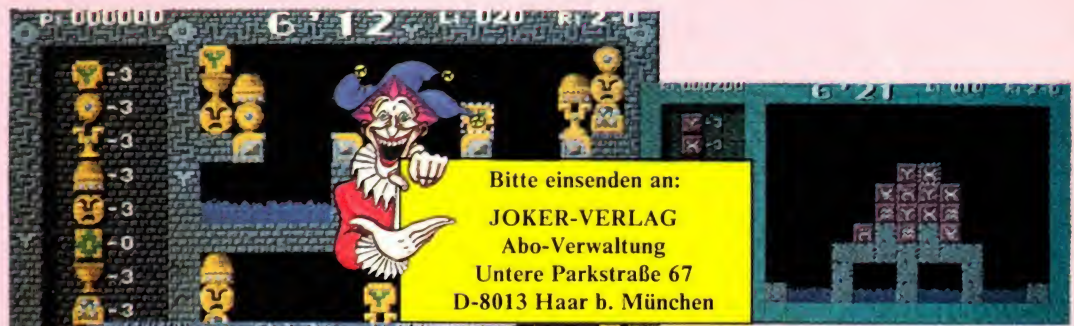 P: 000000 6'12 L: 020 R: 2-0
-3
-3
-3
-3
-3
-0
-3
-3
P: 000200 6'21 L: 010 R: 2-0
-3
-3
Bitte einsenden an:
JOKER-VERLAG
Abo-Verwaltung
Untere Parkstraße 67
D-8013 Haar b. München